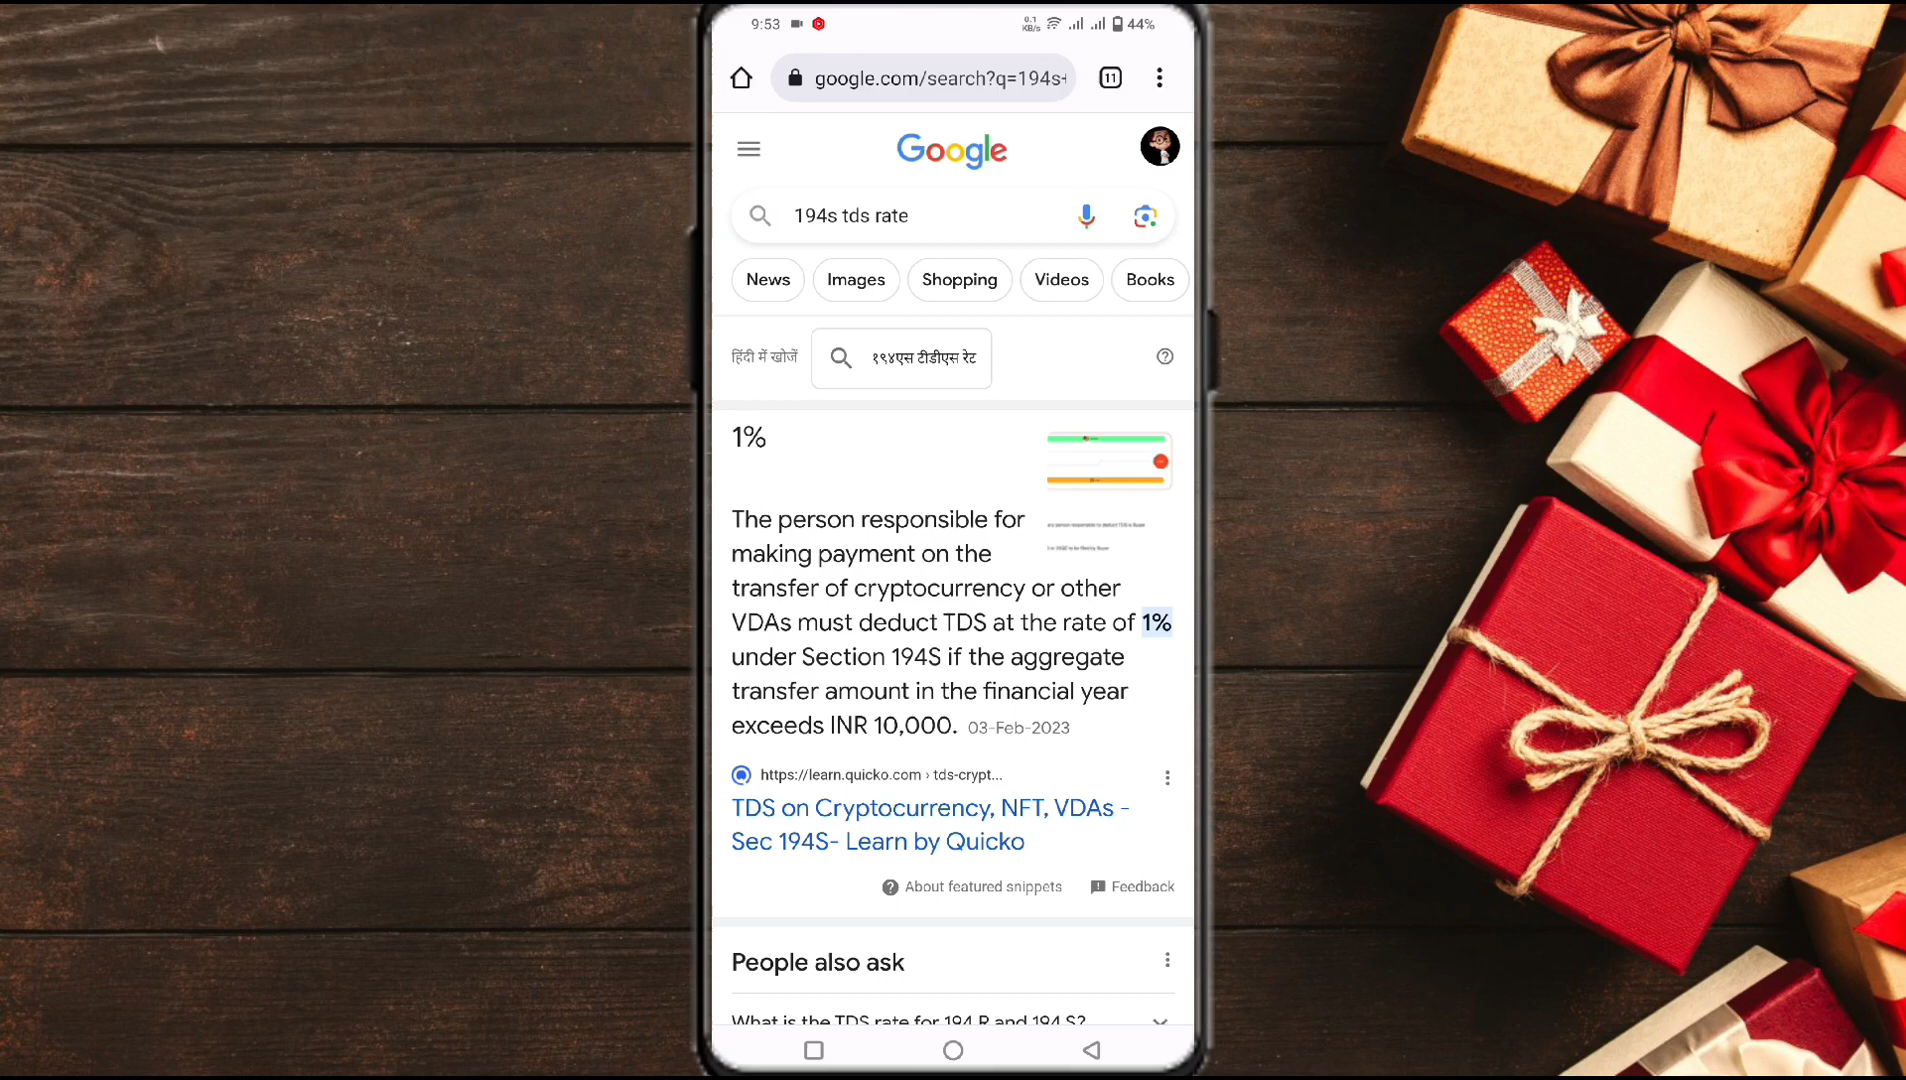 9:53
0.1
KB/s
44%
google.com/search?q=194s+
11
Google
194s tds rate
News
Images
Shopping
Videos
Books
हिंदी में खोजें
१९४एस टीडीएस रेट
1%
The person responsible for
making payment on the
transfer of cryptocurrency or other
VDAs must deduct TDS at the rate of 1%
under Section 194S if the aggregate
transfer amount in the financial year
exceeds INR 10,000. 03-Feb-2023
https://learn.quicko.com › tds-crypt...
TDS on Cryptocurrency, NFT, VDAs -
Sec 194S- Learn by Quicko
About featured snippets
Feedback
People also ask
What is the TDS rate for 194 R and 194 S?